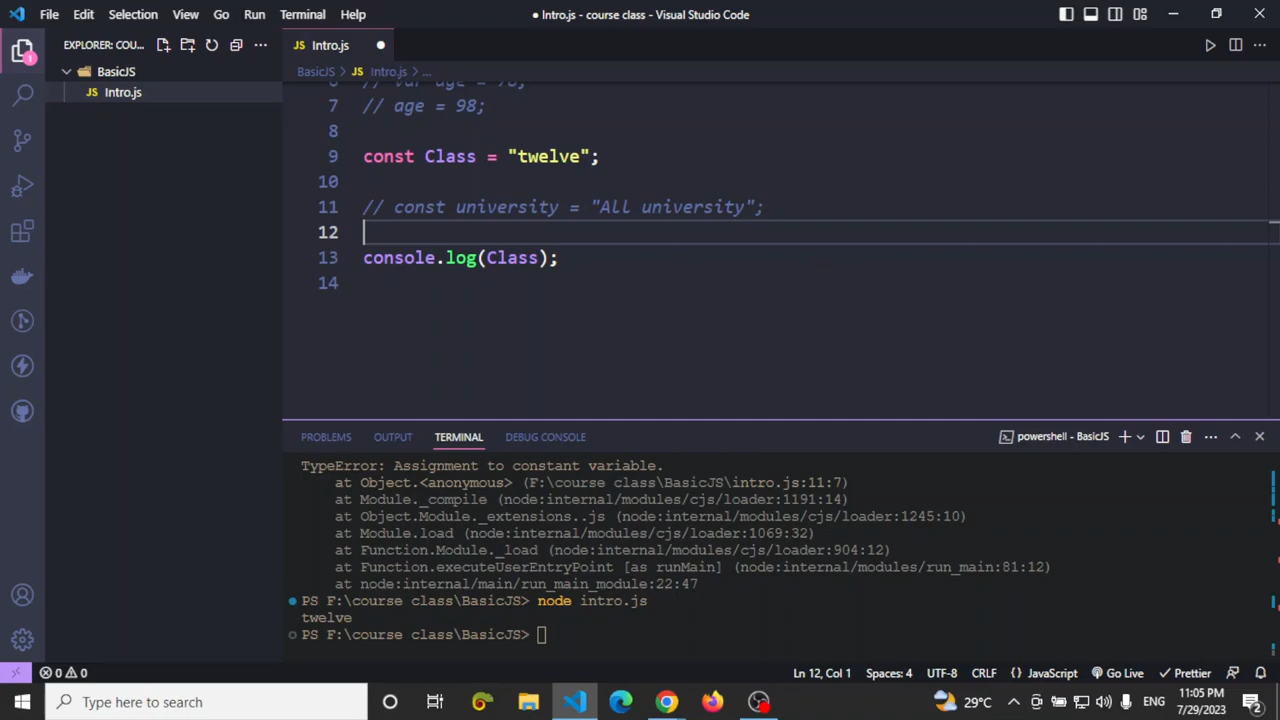 File Edit Selection View Go Run Terminal Help
● Intro.js - course class - Visual Studio Code
EXPLORER: COU...
JS Intro.js ●
BasicJS
JS Intro.js
BasicJS > JS Intro.js > ...
6 // var age = 78;
7 // age = 98;
8
9 const Class = "twelve";
10
11 // const university = "All university";
12
13 console.log(Class);
14
PROBLEMS OUTPUT TERMINAL DEBUG CONSOLE
powershell - BasicJS
TypeError: Assignment to constant variable.
at Object.<anonymous> (F:\course class\BasicJS\intro.js:11:7)
at Module._compile (node:internal/modules/cjs/loader:1191:14)
at Object.Module._extensions..js (node:internal/modules/cjs/loader:1245:10)
at Module.load (node:internal/modules/cjs/loader:1069:32)
at Function.Module._load (node:internal/modules/cjs/loader:904:12)
at Function.executeUserEntryPoint [as runMain] (node:internal/modules/run_main:81:12)
at node:internal/main/run_main_module:22:47
PS F:\course class\BasicJS> node intro.js
twelve
PS F:\course class\BasicJS>
0 0
Ln 12, Col 1 Spaces: 4 UTF-8 CRLF {} JavaScript Go Live Prettier
Type here to search
29°C ENG 11:05 PM
7/29/2023
1
2